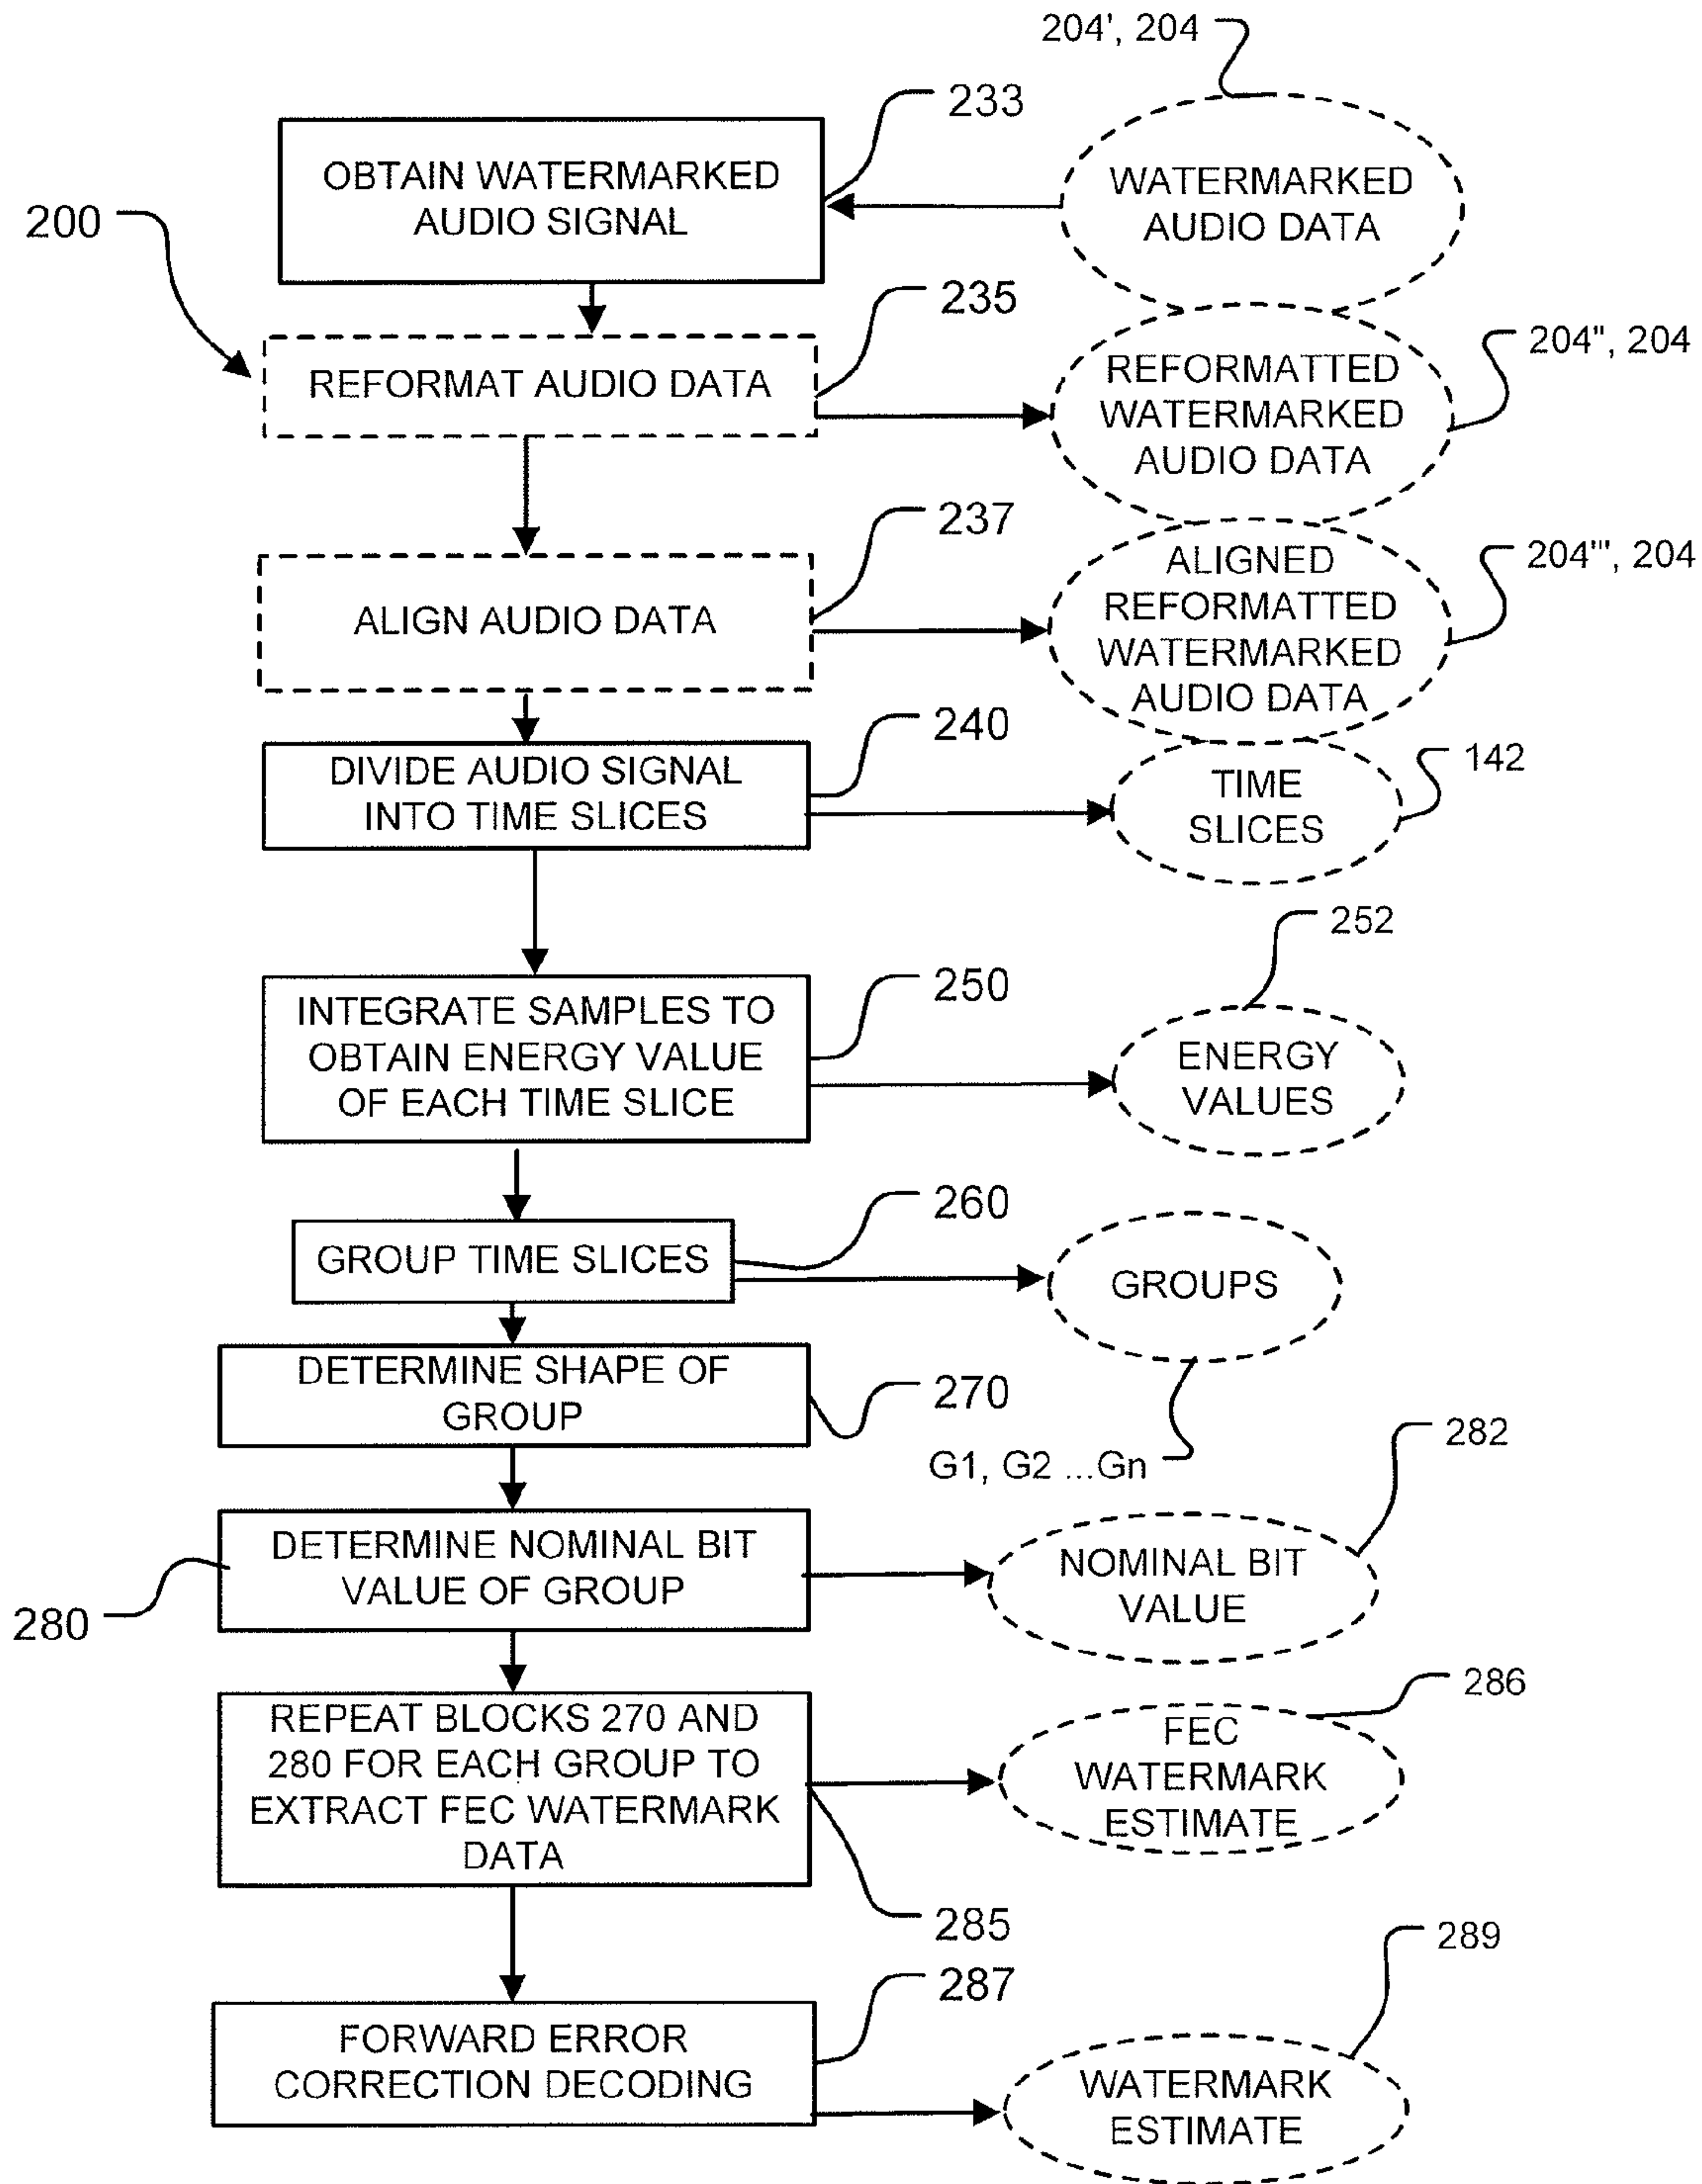 204', 204
233
OBTAIN WATERMARKED
AUDIO SIGNAL
WATERMARKED
AUDIO DATA
200
235
REFORMAT AUDIO DATA
REFORMATTED
WATERMARKED
AUDIO DATA
204", 204
237
ALIGN AUDIO DATA
ALIGNED
REFORMATTED
WATERMARKED
AUDIO DATA
204''', 204
240
DIVIDE AUDIO SIGNAL
INTO TIME SLICES
TIME
SLICES
142
252
250
INTEGRATE SAMPLES TO
OBTAIN ENERGY VALUE
OF EACH TIME SLICE
ENERGY
VALUES
260
GROUP TIME SLICES
GROUPS
DETERMINE SHAPE OF
GROUP
270
G1, G2 ...Gn
282
DETERMINE NOMINAL BIT
VALUE OF GROUP
280
NOMINAL BIT
VALUE
286
REPEAT BLOCKS 270 AND
280 FOR EACH GROUP TO
EXTRACT FEC WATERMARK
DATA
FEC
WATERMARK
ESTIMATE
285
289
287
FORWARD ERROR
CORRECTION DECODING
WATERMARK
ESTIMATE